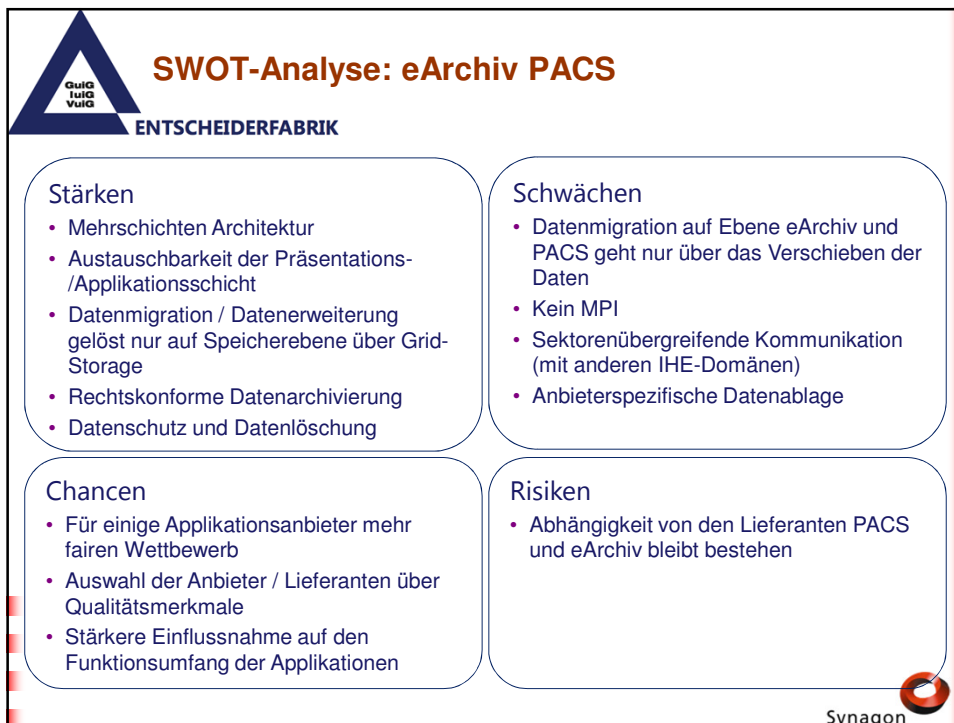 GuiG
IuiG
VuiG
SWOT-Analyse: eArchiv PACS
ENTSCHEIDERFABRIK
Stärken
• Mehrschichten Architektur
• Austauschbarkeit der Präsentations-
/Applikationsschicht
• Datenmigration / Datenerweiterung
gelöst nur auf Speicherebene über Grid-
Storage
• Rechtskonforme Datenarchivierung
• Datenschutz und Datenlöschung
Schwächen
• Datenmigration auf Ebene eArchiv und
PACS geht nur über das Verschieben der
Daten
• Kein MPI
• Sektorenübergreifende Kommunikation
(mit anderen IHE-Domänen)
• Anbieterspezifische Datenablage
Chancen
• Für einige Applikationsanbieter mehr
fairen Wettbewerb
• Auswahl der Anbieter / Lieferanten über
Qualitätsmerkmale
• Stärkere Einflussnahme auf den
Funktionsumfang der Applikationen
Risiken
• Abhängigkeit von den Lieferanten PACS
und eArchiv bleibt bestehen
Synagon